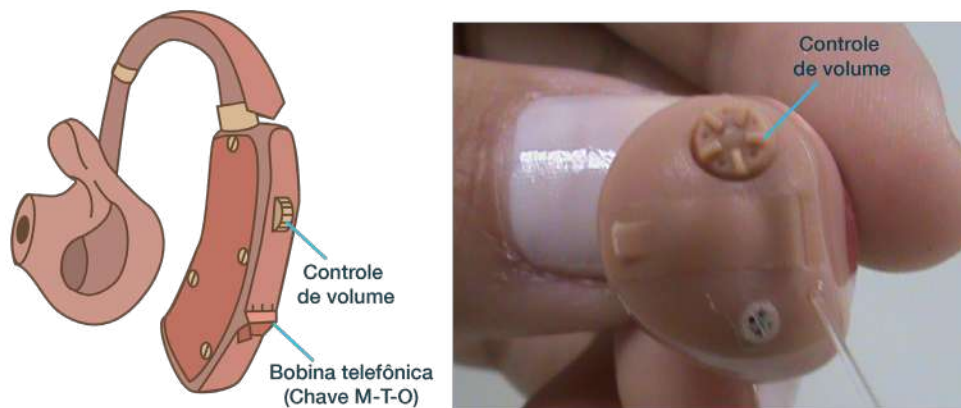 Controle
de volume
Bobina telefônica
(Chave M-T-O)
Controle
de volume